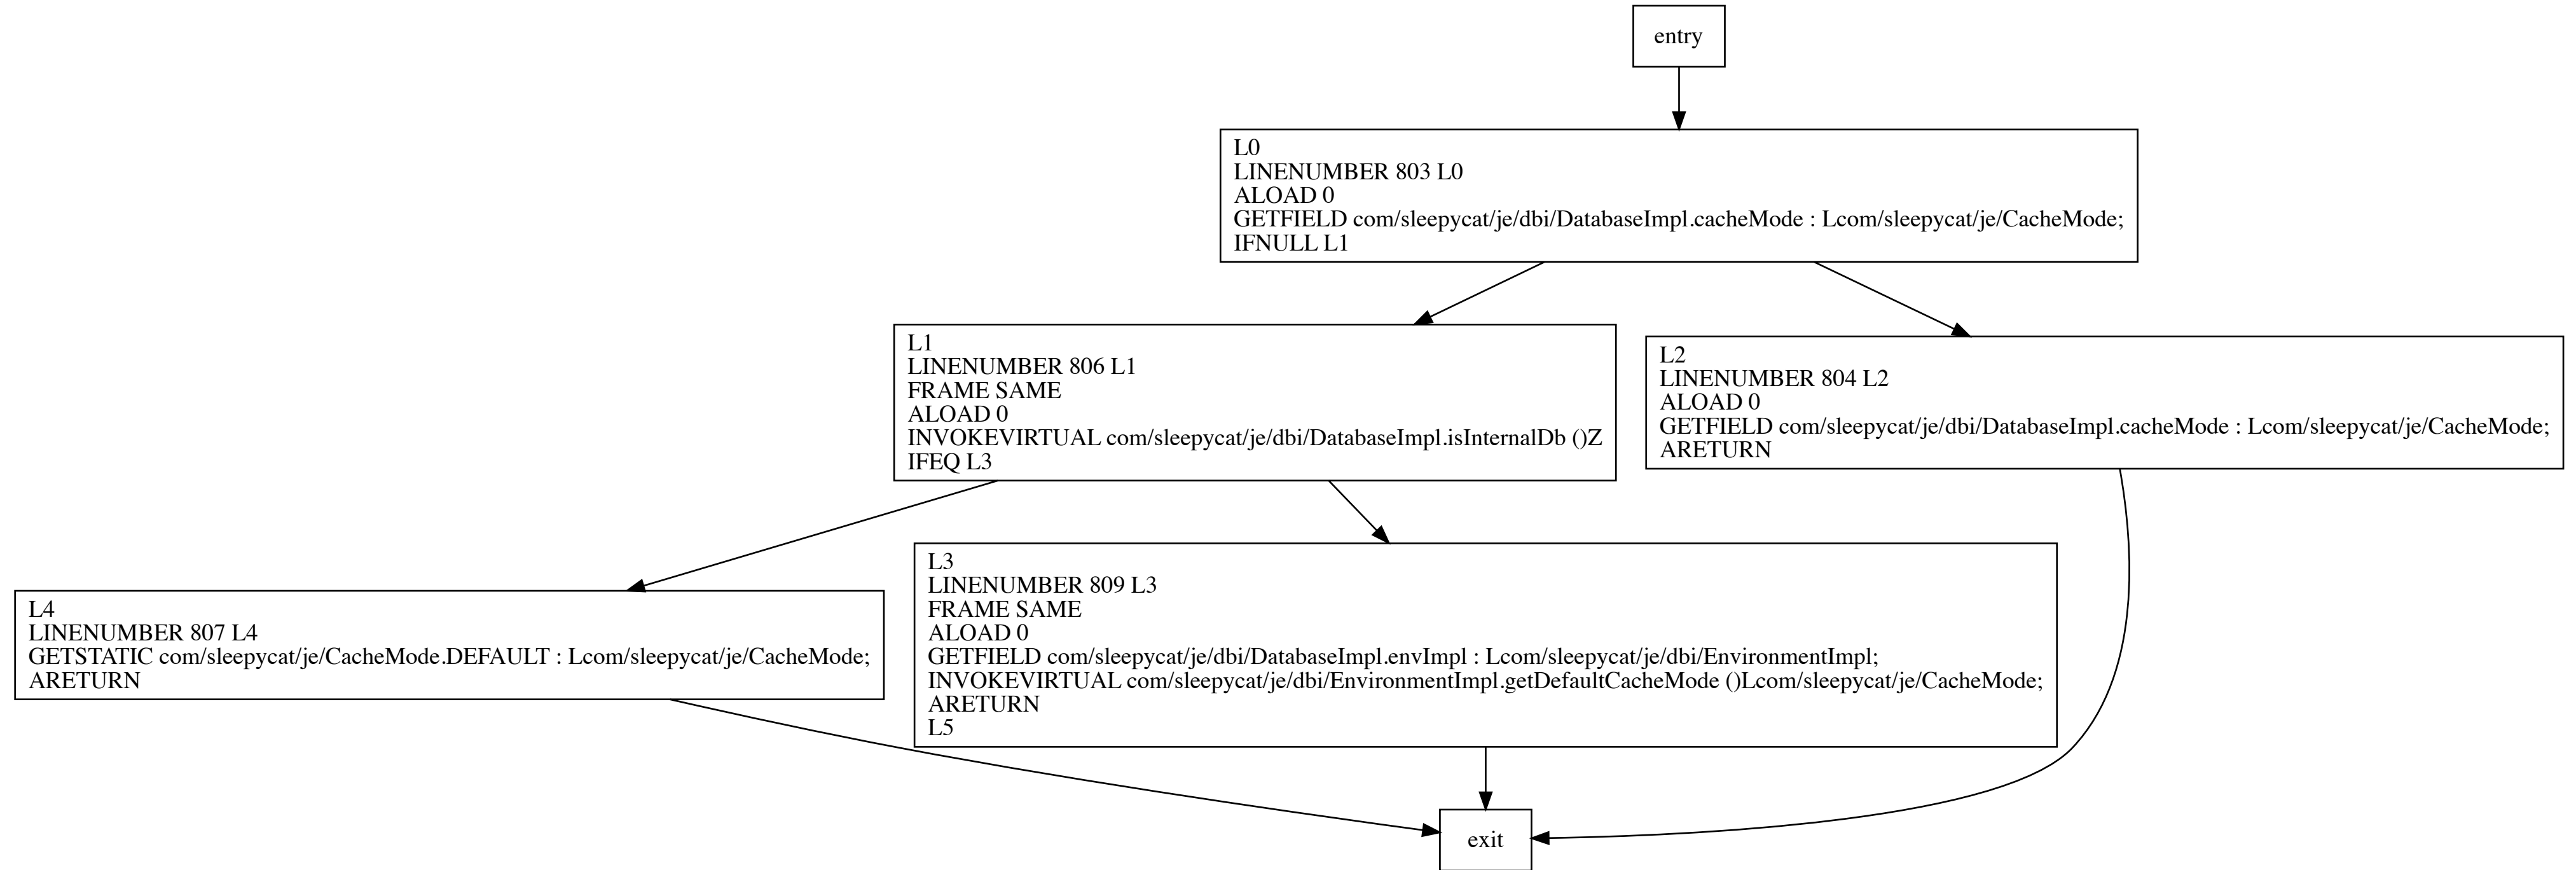 entry
L0
LINENUMBER 803 L0
ALOAD 0
GETFIELD com/sleepycat/je/dbi/DatabaseImpl.cacheMode : Lcom/sleepycat/je/CacheMode;
IFNULL L1
L1
LINENUMBER 806 L1
FRAME SAME
ALOAD 0
INVOKEVIRTUAL com/sleepycat/je/dbi/DatabaseImpl.isInternalDb ()Z
IFEQ L3
L2
LINENUMBER 804 L2
ALOAD 0
GETFIELD com/sleepycat/je/dbi/DatabaseImpl.cacheMode : Lcom/sleepycat/je/CacheMode;
ARETURN
L4
LINENUMBER 807 L4
GETSTATIC com/sleepycat/je/CacheMode.DEFAULT : Lcom/sleepycat/je/CacheMode;
ARETURN
L3
LINENUMBER 809 L3
FRAME SAME
ALOAD 0
GETFIELD com/sleepycat/je/dbi/DatabaseImpl.envImpl : Lcom/sleepycat/je/dbi/EnvironmentImpl;
INVOKEVIRTUAL com/sleepycat/je/dbi/EnvironmentImpl.getDefaultCacheMode ()Lcom/sleepycat/je/CacheMode;
ARETURN
L5
exit